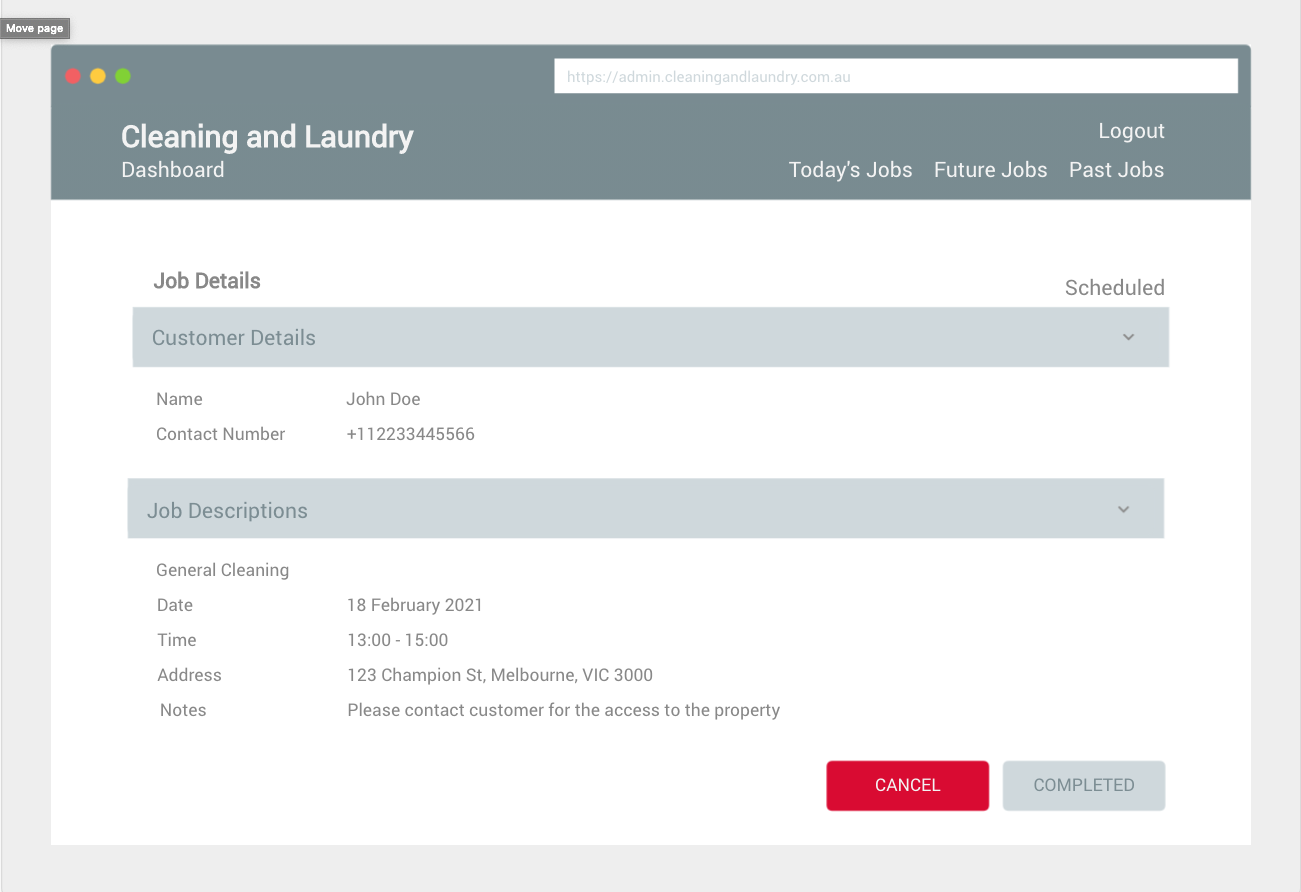 Move page
https://admin.cleaningandlaundry.com.au
Cleaning and Laundry
Logout
Dashboard
Today's Jobs Future Jobs Past Jobs
Job Details
Scheduled
Customer Details
Name John Doe
Contact Number +112233445566
Job Descriptions
General Cleaning
Date 18 February 2021
Time 13:00 - 15:00
Address 123 Champion St, Melbourne, VIC 3000
Notes Please contact customer for the access to the property
CANCEL COMPLETED